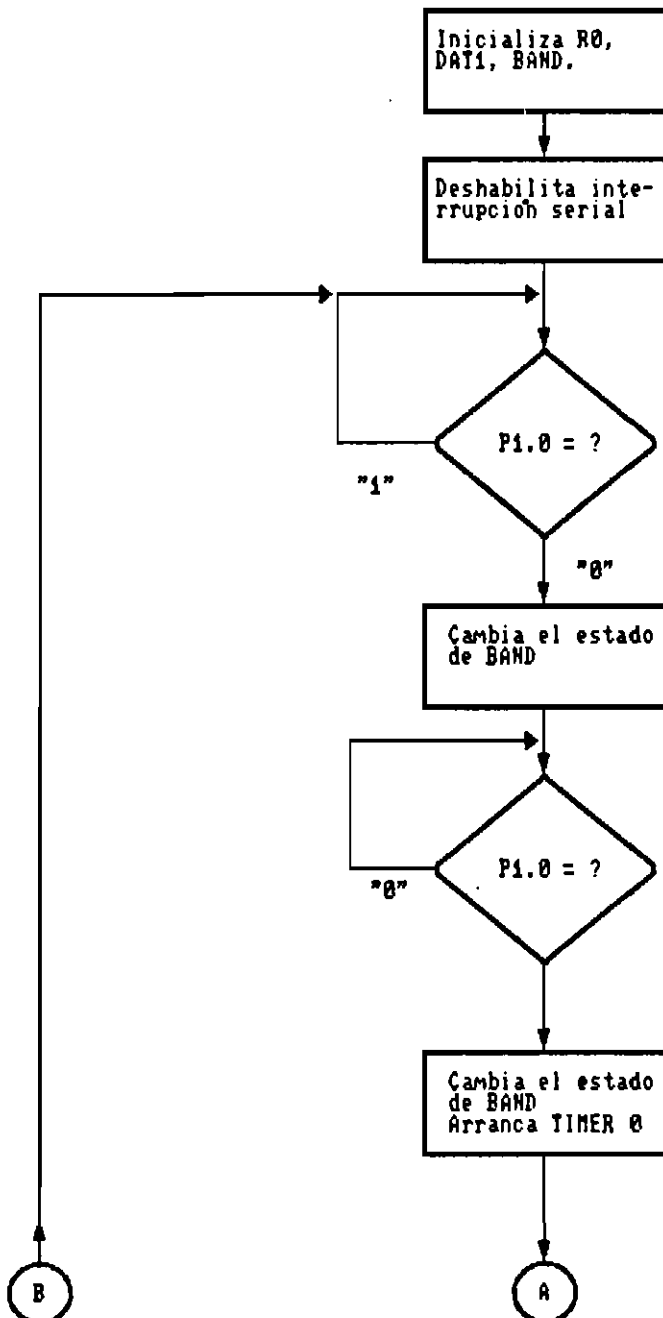 Inicializa R0,
DAT1, BAND.
Deshabilita inte-
rrupción serial
P1.0 = ?
"1"
"0"
Cambia el estado
de BAND
P1.0 = ?
"0"
Cambia el estado
de BAND
Arranca TIMER 0
B
A